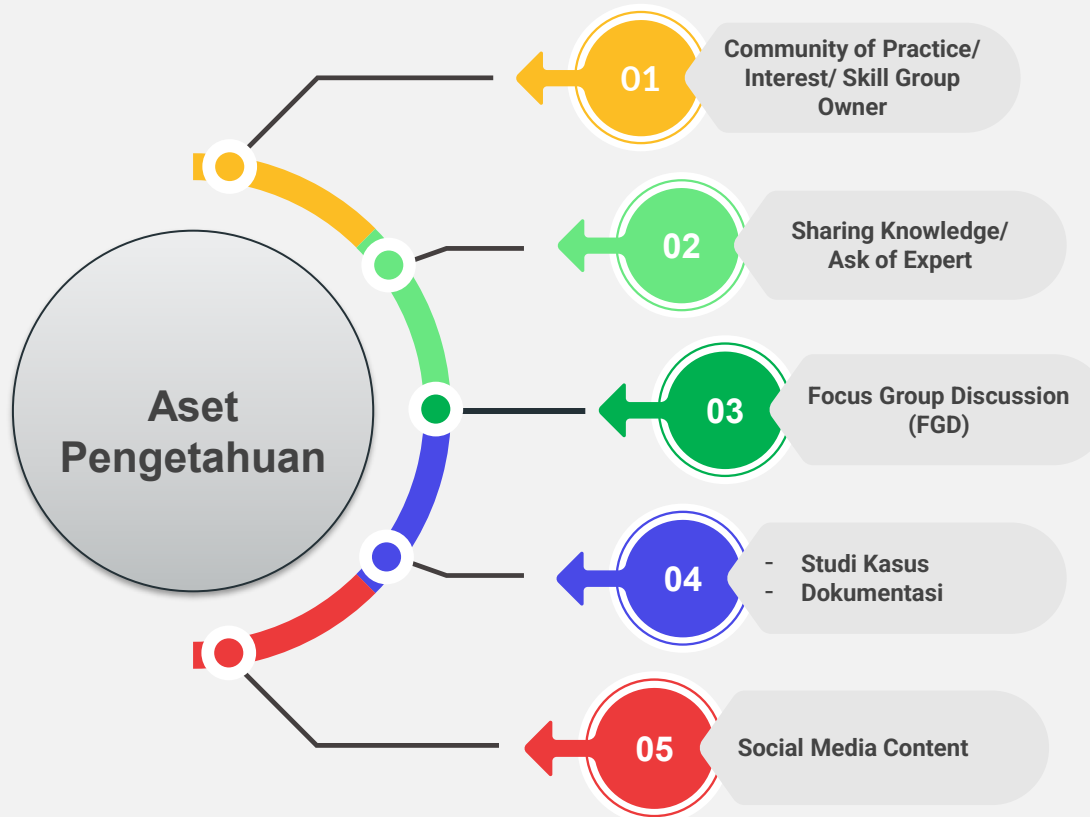 Aset
Pengetahuan
01
Community of Practice/
Interest/ Skill Group
Owner
02
Sharing Knowledge/
Ask of Expert
03
Focus Group Discussion
(FGD)
04
- Studi Kasus
- Dokumentasi
05
Social Media Content